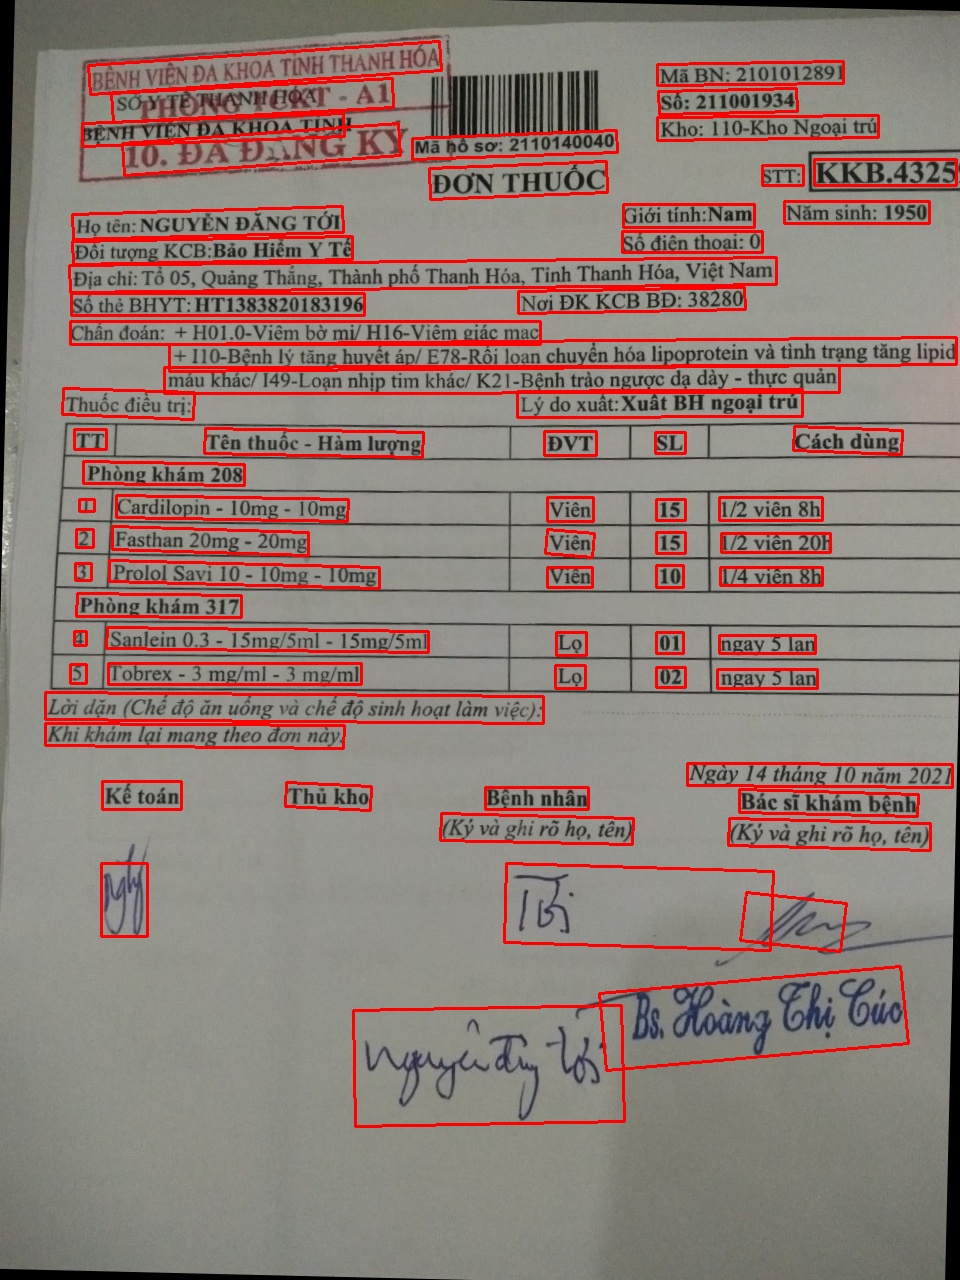 BỆNH VIỆN ĐA KHOA TỈNH THANH HÓA
SỞ Y TẾ THANH HÓA
PHÒNG TCKT - A1
BỆNH VIỆN ĐA KHOA TỈNH
10. ĐÃ ĐĂNG KÝ
Mã hồ sơ: 2110140040
Mã BN: 2101012891
Số: 211001934
Kho: 110-Kho Ngoại trú
ĐƠN THUỐC
STT: KKB.4325
Họ tên: NGUYỄN ĐĂNG TỚI Giới tính: Nam Năm sinh: 1950
Đối tượng KCB: Bảo Hiểm Y Tế Số điện thoại: 0
Địa chỉ: Tổ 05, Quảng Thắng, Thành phố Thanh Hóa, Tỉnh Thanh Hóa, Việt Nam
Số thẻ BHYT: HT1383820183196 Nơi ĐK KCB BĐ: 38280
Chẩn đoán: + H01.0-Viêm bờ mi/ H16-Viêm giác mạc
+ I10-Bệnh lý tăng huyết áp/ E78-Rối loạn chuyển hóa lipoprotein và tình trạng tăng lipid
máu khác/ I49-Loạn nhịp tim khác/ K21-Bệnh trào ngược dạ dày - thực quản
Thuốc điều trị: Lý do xuất: Xuất BH ngoại trú
TT Tên thuốc - Hàm lượng ĐVT SL Cách dùng
Phòng khám 208
1 Cardilopin - 10mg - 10mg Viên 15 1/2 viên 8h
2 Fasthan 20mg - 20mg Viên 15 1/2 viên 20h
3 Prolol Savi 10 - 10mg - 10mg Viên 10 1/4 viên 8h
Phòng khám 317
4 Sanlein 0.3 - 15mg/5ml - 15mg/5ml Lọ 01 ngay 5 lan
5 Tobrex - 3 mg/ml - 3 mg/ml Lọ 02 ngay 5 lan
Lời dặn (Chế độ ăn uống và chế độ sinh hoạt làm việc):
Khi khám lại mang theo đơn này.
Ngày 14 tháng 10 năm 2021
Kế toán Thủ kho Bệnh nhân Bác sĩ khám bệnh
(Ký và ghi rõ họ, tên) (Ký và ghi rõ họ, tên)
Tới
Bs. Hoàng Thị Cúc